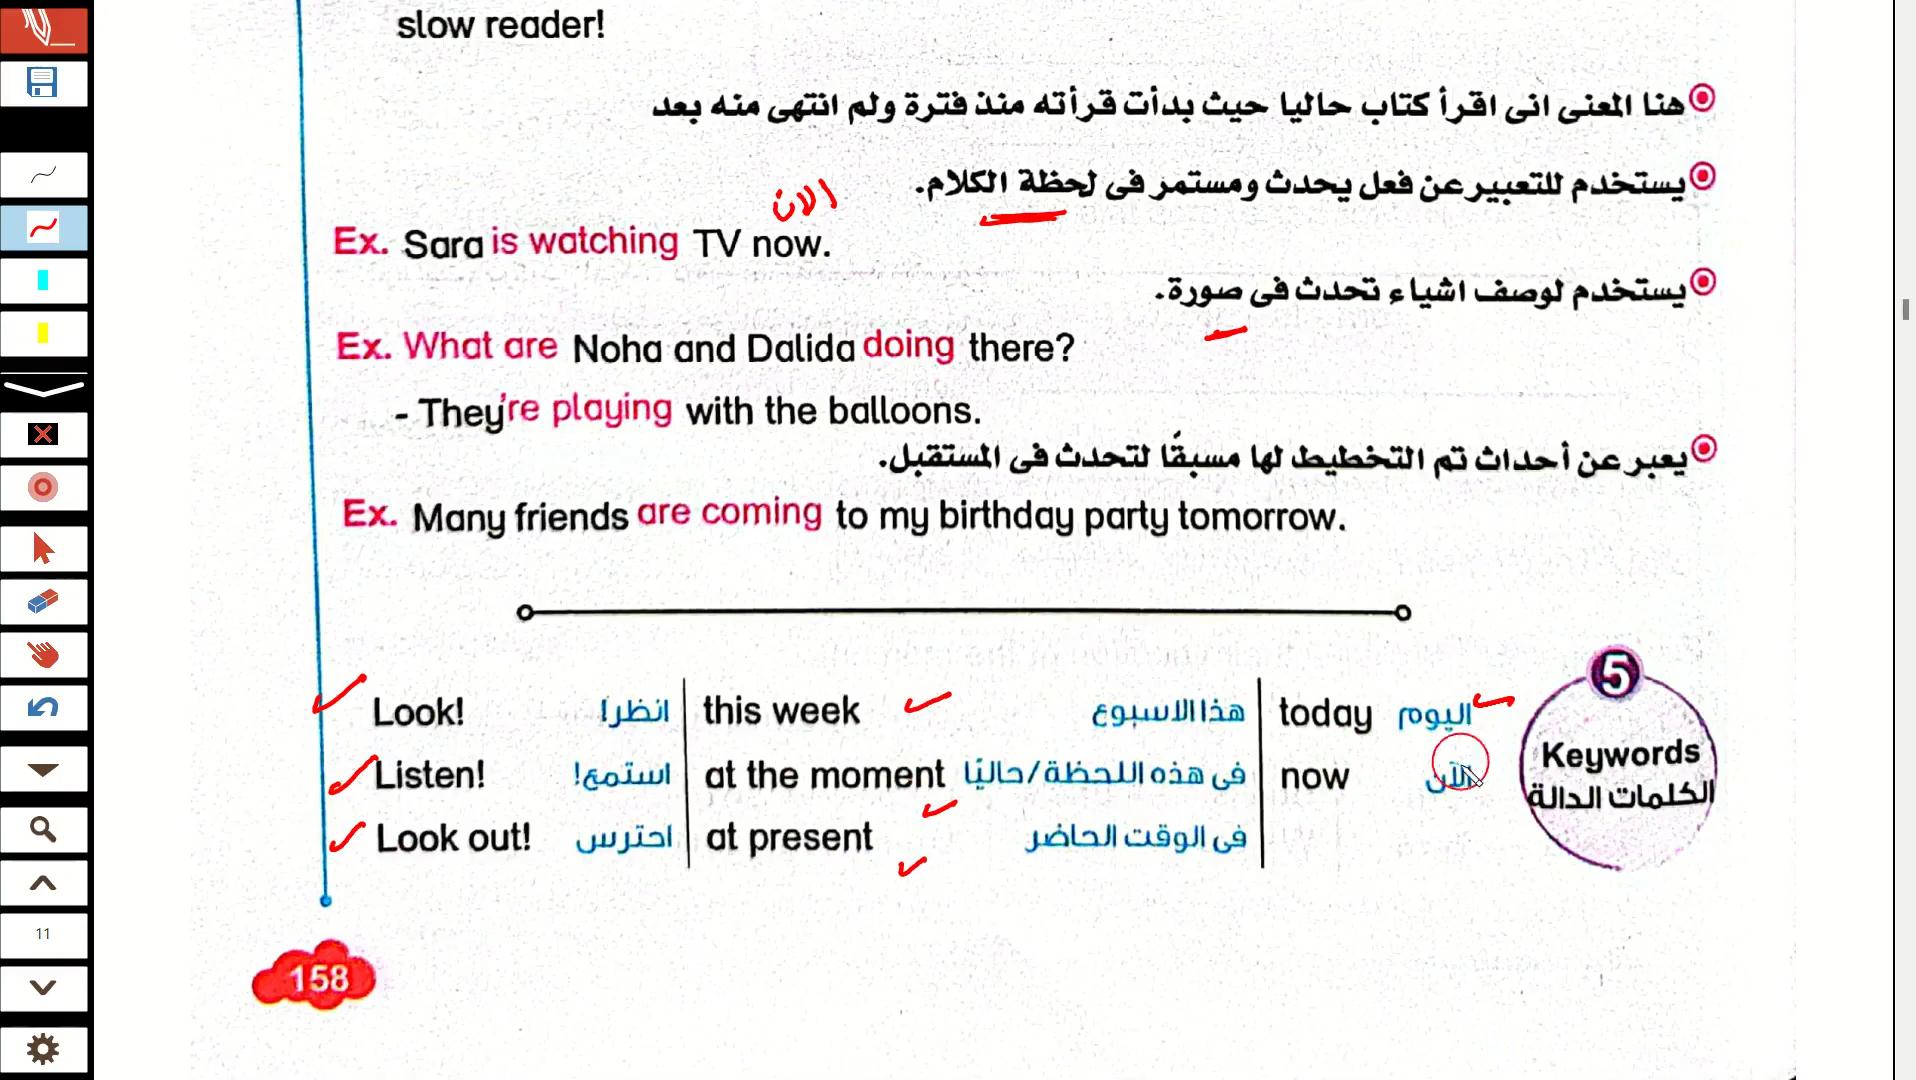 slow reader!
هنا المعنى انى اقرأ كتاب حاليا حيث بدأت قرأته منذ فترة ولم انتهى منه بعد
يستخدم للتعبير عن فعل يحدث ومستمر فى لحظة الكلام.
الان
Ex. Sara is watching TV now.
يستخدم لوصف اشياء تحدث فى صورة.
Ex. What are Noha and Dalida doing there?
- They're playing with the balloons.
يعبر عن أحداث تم التخطيط لها مسبقًا لتحدث فى المستقبل.
Ex. Many friends are coming to my birthday party tomorrow.
5
Keywords
الكلمات الدالة
Look! انظر! this week هذا الاسبوع today اليوم
Listen! استمع! at the moment فى هذه اللحظة/حاليًا now الآن
Look out! احترس at present فى الوقت الحاضر
158
11